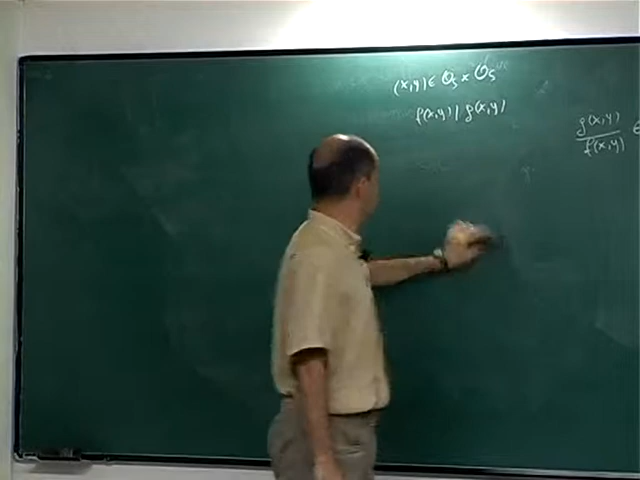 (x,y) ∈ O_S × O_S
f(x,y) | g(x,y)
g(x,y) / f(x,y) ∈